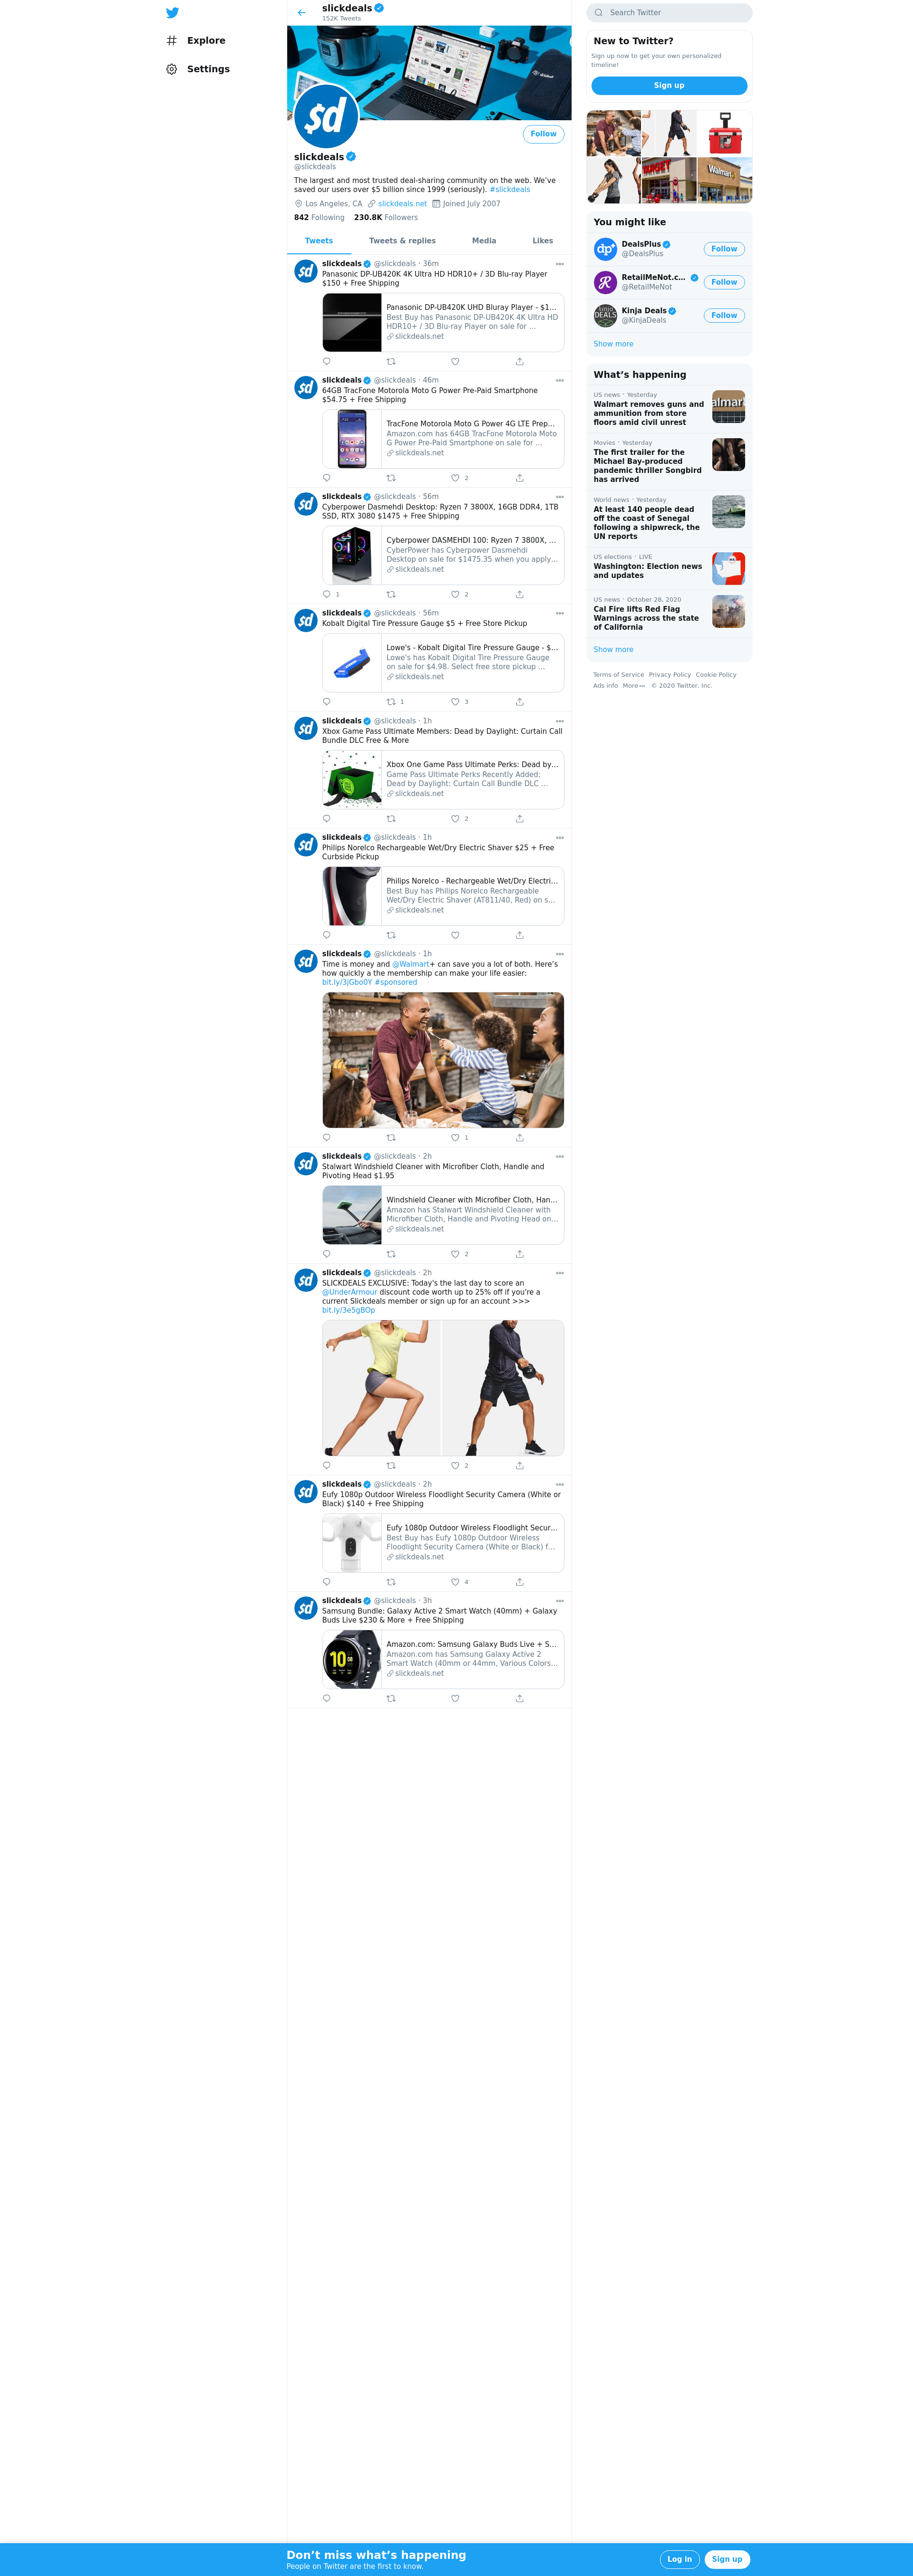 Explore
Settings
slickdeals
152K Tweets
$d
Follow
slickdeals
@slickdeals
The largest and most trusted deal-sharing community on the web. We've
saved our users over $5 billion since 1999 (seriously). #slickdeals
Los Angeles, CA slickdeals.net Joined July 2007
842 Following 230.8K Followers
Tweets Tweets & replies Media Likes
slickdeals @slickdeals · 36m
Panasonic DP-UB420K 4K Ultra HD HDR10+ / 3D Blu-ray Player
$150 + Free Shipping
Panasonic DP-UB420K UHD Bluray Player - $1...
Best Buy has Panasonic DP-UB420K 4K Ultra HD
HDR10+ / 3D Blu-ray Player on sale for ...
slickdeals.net
slickdeals @slickdeals · 46m
64GB TracFone Motorola Moto G Power Pre-Paid Smartphone
$54.75 + Free Shipping
TracFone Motorola Moto G Power 4G LTE Prep...
Amazon.com has 64GB TracFone Motorola Moto
G Power Pre-Paid Smartphone on sale for ...
slickdeals.net
2
slickdeals @slickdeals · 56m
Cyberpower Dasmehdi Desktop: Ryzen 7 3800X, 16GB DDR4, 1TB
SSD, RTX 3080 $1475 + Free Shipping
CyberPower DASMEHDI 100: Ryzen 7 3800X, ...
CyberPower has Cyberpower Dasmehdi
Desktop on sale for $1475.35 when you apply...
slickdeals.net
1 2
slickdeals @slickdeals · 56m
Kobalt Digital Tire Pressure Gauge $5 + Free Store Pickup
Lowe's - Kobalt Digital Tire Pressure Gauge - $...
Lowe's has Kobalt Digital Tire Pressure Gauge
on sale for $4.98. Select free store pickup ...
slickdeals.net
1 3
slickdeals @slickdeals · 1h
Xbox Game Pass Ultimate Members: Dead by Daylight: Curtain Call
Bundle DLC Free & More
Xbox One Game Pass Ultimate Perks: Dead by...
Game Pass Ultimate Perks Recently Added:
Dead by Daylight: Curtain Call Bundle DLC ...
slickdeals.net
2
slickdeals @slickdeals · 1h
Philips Norelco Rechargeable Wet/Dry Electric Shaver $25 + Free
Curbside Pickup
Philips Norelco - Rechargeable Wet/Dry Electri...
Best Buy has Philips Norelco Rechargeable
Wet/Dry Electric Shaver (AT811/40, Red) on s...
slickdeals.net
slickdeals @slickdeals · 1h
Time is money and @Walmart+ can save you a lot of both. Here's
how quickly a the membership can make your life easier:
bit.ly/3jGbo0Y #sponsored
1
slickdeals @slickdeals · 2h
Stalwart Windshield Cleaner with Microfiber Cloth, Handle and
Pivoting Head $1.95
Windshield Cleaner with Microfiber Cloth, Han...
Amazon has Stalwart Windshield Cleaner with
Microfiber Cloth, Handle and Pivoting Head on...
slickdeals.net
2
slickdeals @slickdeals · 2h
SLICKDEALS EXCLUSIVE: Today's the last day to score an
@UnderArmour discount code worth up to 25% off if you're a
current Slickdeals member or sign up for an account >>>
bit.ly/3e5gBOp
2
slickdeals @slickdeals · 2h
Eufy 1080p Outdoor Wireless Floodlight Security Camera (White or
Black) $140 + Free Shipping
Eufy 1080p Outdoor Wireless Floodlight Secur...
Best Buy has Eufy 1080p Outdoor Wireless
Floodlight Security Camera (White or Black) f...
slickdeals.net
4
slickdeals @slickdeals · 3h
Samsung Bundle: Galaxy Active 2 Smart Watch (40mm) + Galaxy
Buds Live $230 & More + Free Shipping
Amazon.com: Samsung Galaxy Buds Live + S...
Amazon.com has Samsung Galaxy Active 2
Smart Watch (40mm or 44mm, Various Colors...
slickdeals.net
Search Twitter
New to Twitter?
Sign up now to get your own personalized
timeline!
Sign up
TARGET
Walmart
You might like
DealsPlus
@DealsPlus
Follow
RetailMeNot.c...
@RetailMeNot
Follow
Kinja Deals
@KinjaDeals
Follow
Show more
What's happening
US news · Yesterday
Walmart removes guns and
ammunition from store
floors amid civil unrest
Movies · Yesterday
The first trailer for the
Michael Bay-produced
pandemic thriller Songbird
has arrived
World news · Yesterday
At least 140 people dead
off the coast of Senegal
following a shipwreck, the
UN reports
US elections · LIVE
Washington: Election news
and updates
US news · October 28, 2020
Cal Fire lifts Red Flag
Warnings across the state
of California
Show more
Terms of Service Privacy Policy Cookie Policy
Ads info More ••• © 2020 Twitter, Inc.
Don't miss what's happening
People on Twitter are the first to know.
Log in Sign up